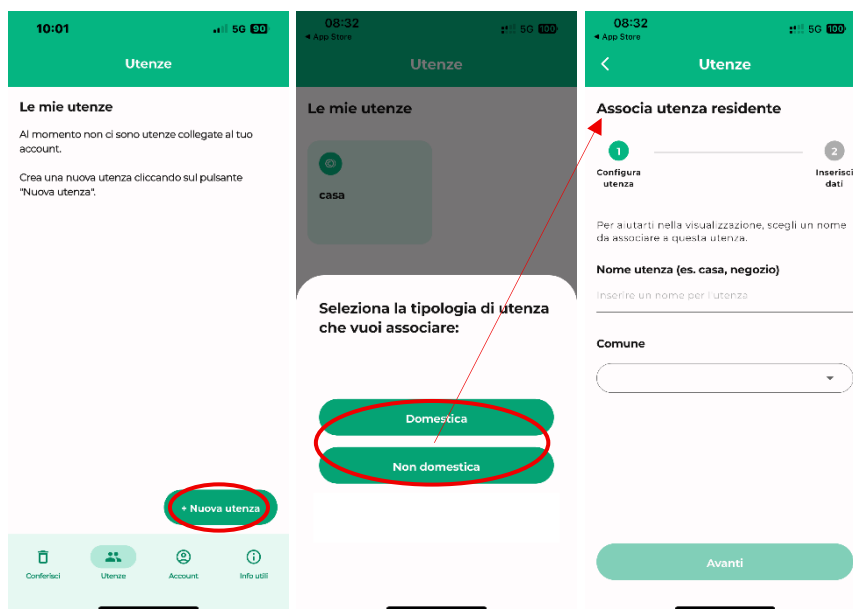 10:01
5G 90
Utenze
Le mie utenze
Al momento non ci sono utenze collegate al tuo
account.
Crea una nuova utenza cliccando sul pulsante
"Nuova utenza".
+ Nuova utenza
Conferisci
Utenze
Account
Info utili
08:32
◄ App Store
5G 100
Utenze
Le mie utenze
casa
Seleziona la tipologia di utenza
che vuoi associare:
Domestica
Non domestica
08:32
◄ App Store
5G 100
Utenze
Associa utenza residente
1
2
Configura
utenza
Inserisci
dati
Per aiutarti nella visualizzazione, scegli un nome
da associare a questa utenza.
Nome utenza (es. casa, negozio)
Inserire un nome per l'utenza
Comune
Avanti